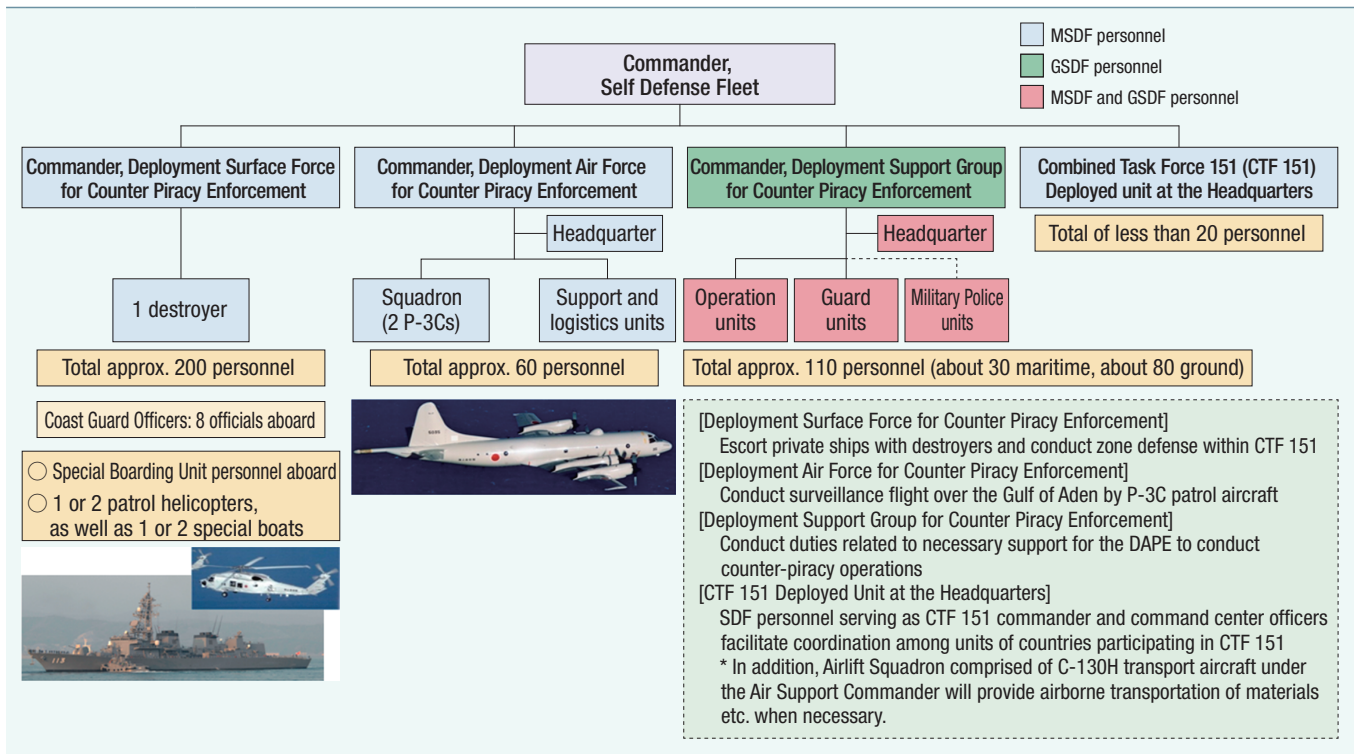 MSDF personnel
GSDF personnel
MSDF and GSDF personnel
Commander,
Self Defense Fleet
Commander, Deployment Surface Force
for Counter Piracy Enforcement
Commander, Deployment Air Force
for Counter Piracy Enforcement
Commander, Deployment Support Group
for Counter Piracy Enforcement
Combined Task Force 151 (CTF 151)
Deployed unit at the Headquarters
Headquarter
Headquarter
Total of less than 20 personnel
1 destroyer
Squadron
(2 P-3Cs)
Support and
logistics units
Operation
units
Guard
units
Military Police
units
Total approx. 200 personnel
Total approx. 60 personnel
Total approx. 110 personnel (about 30 maritime, about 80 ground)
Coast Guard Officers: 8 officials aboard
○ Special Boarding Unit personnel aboard
○ 1 or 2 patrol helicopters,
as well as 1 or 2 special boats
113
[Deployment Surface Force for Counter Piracy Enforcement]
Escort private ships with destroyers and conduct zone defense within CTF 151
[Deployment Air Force for Counter Piracy Enforcement]
Conduct surveillance flight over the Gulf of Aden by P-3C patrol aircraft
[Deployment Support Group for Counter Piracy Enforcement]
Conduct duties related to necessary support for the DAPE to conduct
counter-piracy operations
[CTF 151 Deployed Unit at the Headquarters]
SDF personnel serving as CTF 151 commander and command center officers
facilitate coordination among units of countries participating in CTF 151
* In addition, Airlift Squadron comprised of C-130H transport aircraft under
the Air Support Commander will provide airborne transportation of materials
etc. when necessary.